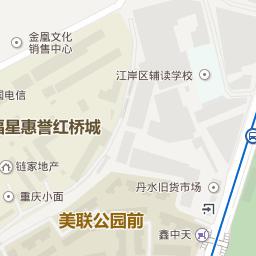 金凰文化
销售中心
江岸区辅读学校
国电信
福星惠誉红桥城
链家地产
重庆小面
丹水旧货市场
美联公园前
鑫中天